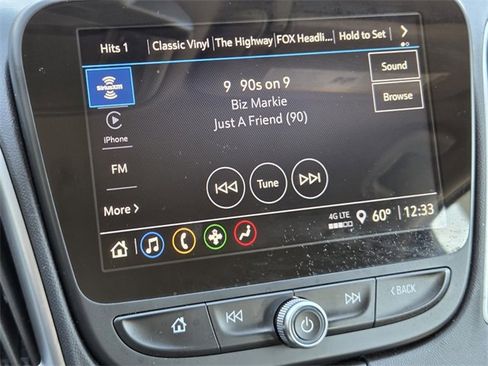 Hits 1 Classic Vinyl The Highway FOX Headli... Hold to Set
SiriusXM
9 90s on 9
Sound
Biz Markie
Browse
iPhone
Just A Friend (90)
FM
Tune
More
4G LTE
60° 12:33
BACK